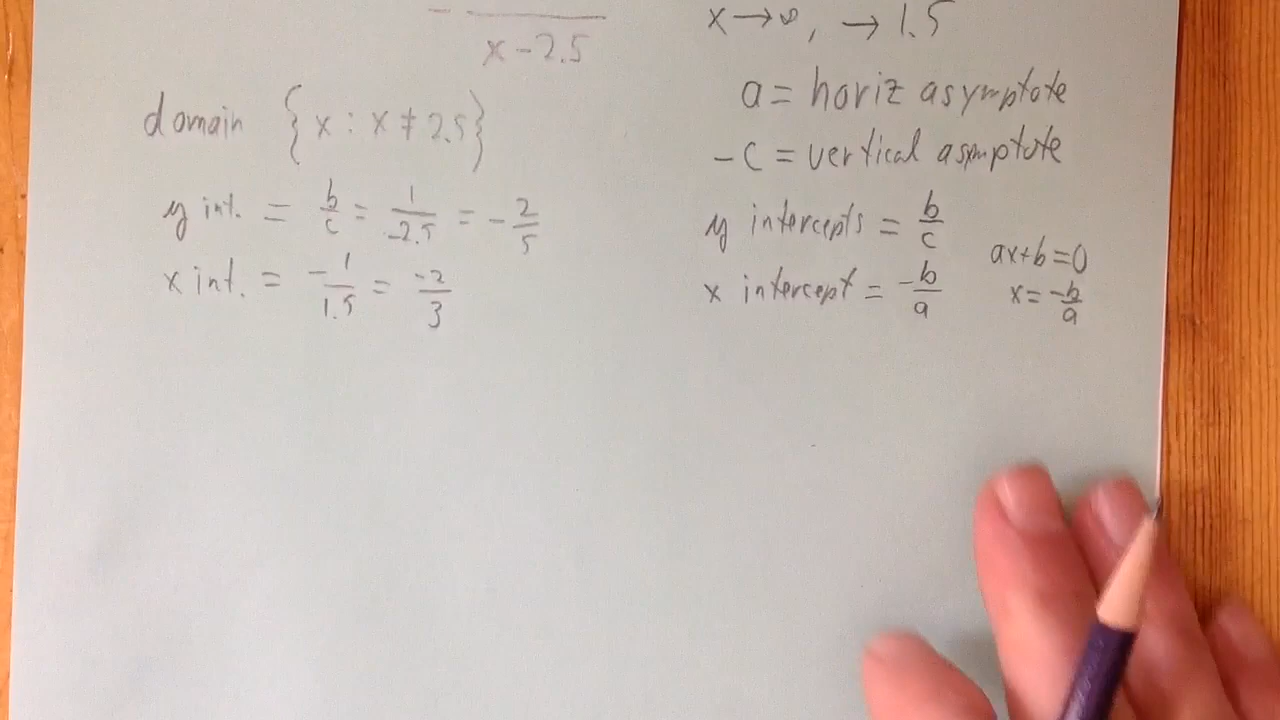 x - 2.5
domain {x : x ≠ 2.5}
y int. = b/c = 1/-2.5 = -2/5
x int. = -1/1.5 = -2/3
x → ∞, → 1.5
a = horiz asymptote
-c = vertical asymptote
y intercepts = b/c
x intercept = -b/a
ax+b=0
x = -b/a